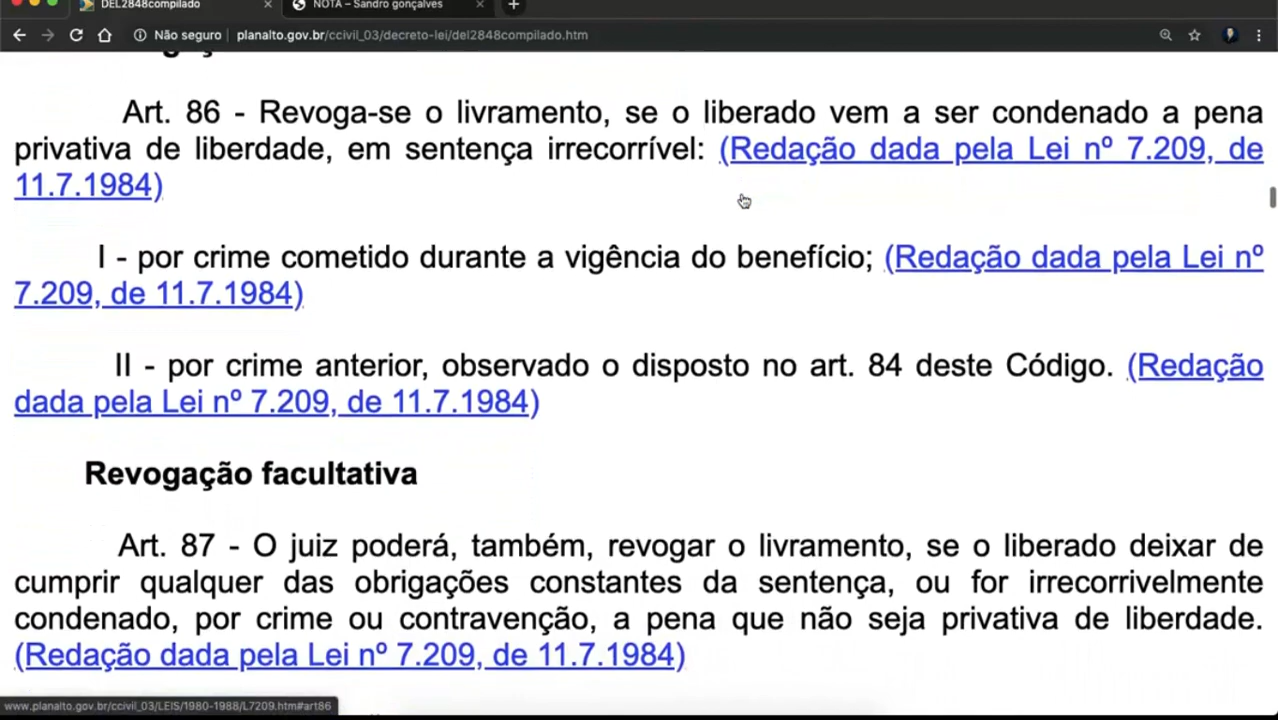 DEL2848compilado
NOTA – Sandro gonçalves
Não seguro
planalto.gov.br/ccivil_03/decreto-lei/del2848compilado.htm
Art. 86 - Revoga-se o livramento, se o liberado vem a ser condenado a pena
privativa de liberdade, em sentença irrecorrível: (Redação dada pela Lei nº 7.209, de
11.7.1984)
I - por crime cometido durante a vigência do benefício; (Redação dada pela Lei nº
7.209, de 11.7.1984)
II - por crime anterior, observado o disposto no art. 84 deste Código. (Redação
dada pela Lei nº 7.209, de 11.7.1984)
Revogação facultativa
Art. 87 - O juiz poderá, também, revogar o livramento, se o liberado deixar de
cumprir qualquer das obrigações constantes da sentença, ou for irrecorrivelmente
condenado, por crime ou contravenção, a pena que não seja privativa de liberdade.
(Redação dada pela Lei nº 7.209, de 11.7.1984)
www.planalto.gov.br/ccivil_03/LEIS/1980-1988/L7209.htm#art86